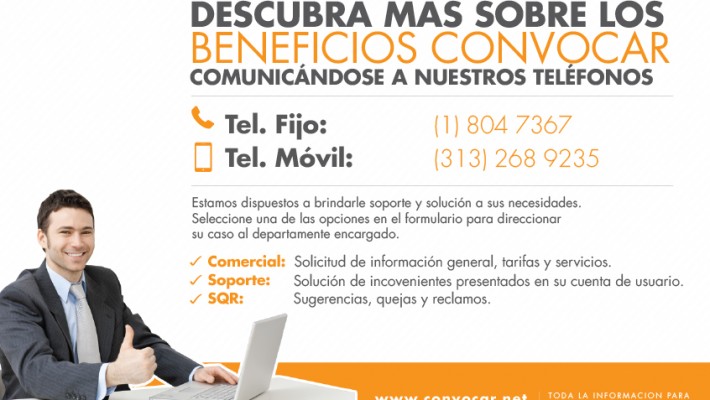 DESCUBRA MAS SOBRE LOS
BENEFICIOS CONVOCAR
COMUNICÁNDOSE A NUESTROS TELÉFONOS
Tel. Fijo: (1) 804 7367
Tel. Móvil: (313) 268 9235
Estamos dispuestos a brindarle soporte y solución a sus necesidades.
Seleccione una de las opciones en el formulario para direccionar
su caso al departamente encargado.
Comercial: Solicitud de información general, tarifas y servicios.
Soporte: Solución de incovenientes presentados en su cuenta de usuario.
SQR: Sugerencias, quejas y reclamos.
www.convocar.net
TODA LA INFORMACION PARA